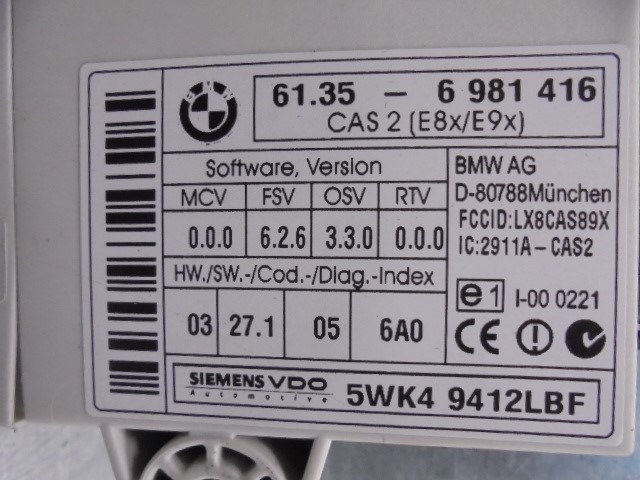 BMW
61.35 - 6 981 416
CAS 2 (E8x/E9x)
Software, Version
MCV FSV OSV RTV
0.0.0 6.2.6 3.3.0 0.0.0
HW./SW.-/Cod.-/Diag.-Index
03 27.1 05 6A0
BMW AG
D-80788München
FCCID:LX8CAS89X
IC:2911A-CAS2
e1 I-00 0221
CE
SIEMENS VDO
Automotive
5WK4 9412LBF